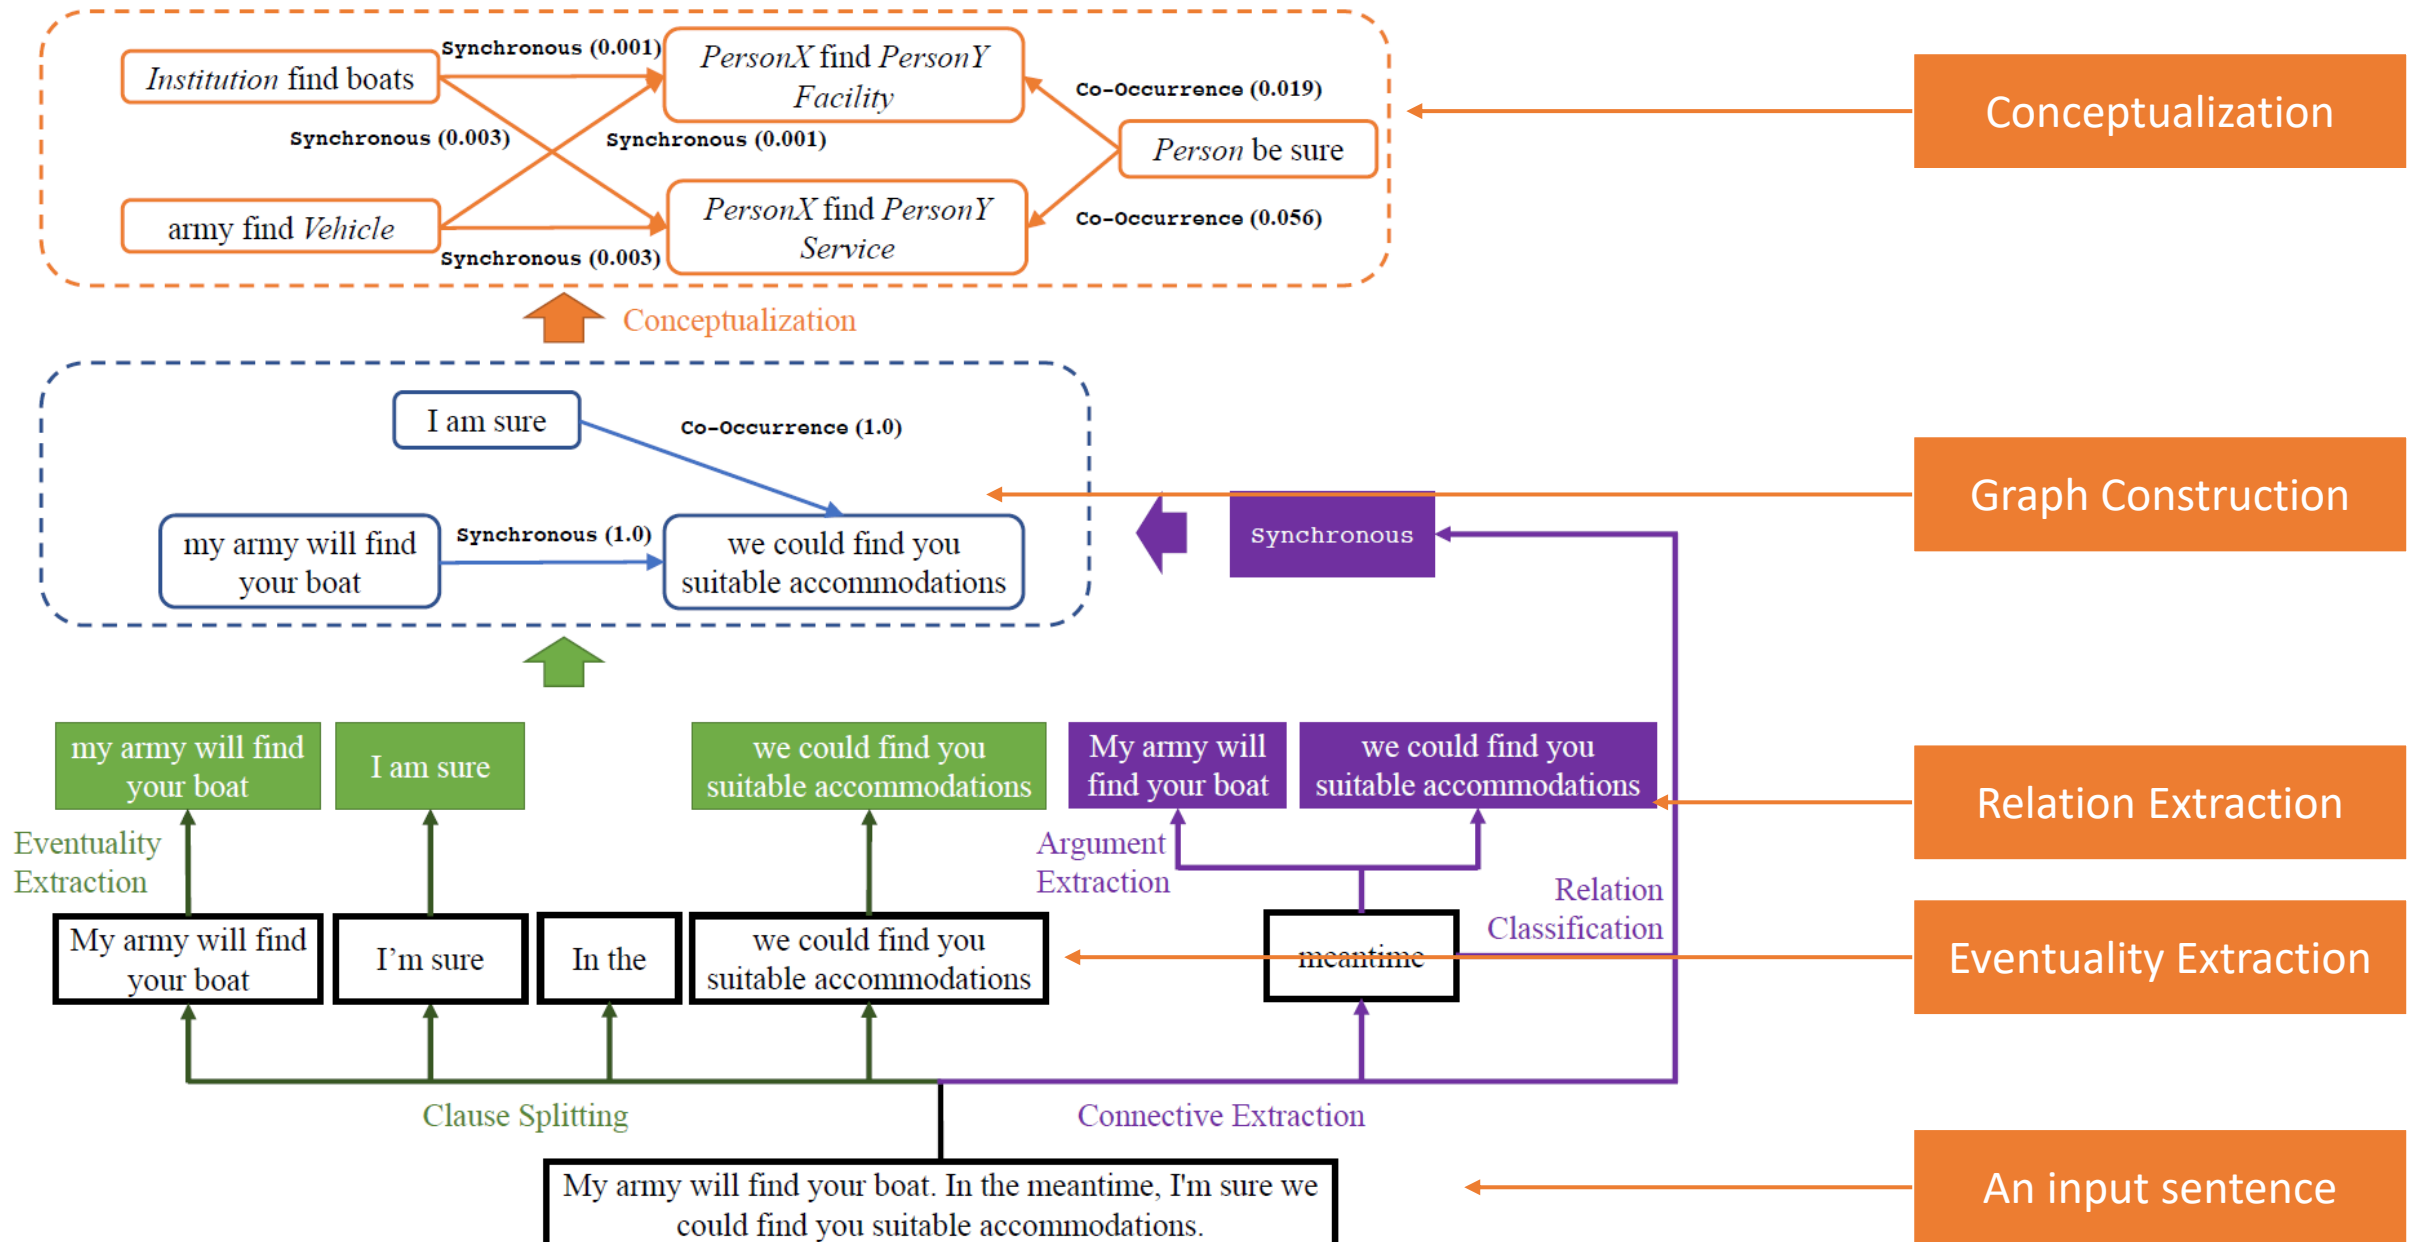 Synchronous (0.001)
Institution find boats
PersonX find PersonY
Facility
Co-Occurrence (0.019)
Conceptualization
Synchronous (0.003)
Synchronous (0.001)
Person be sure
army find Vehicle
PersonX find PersonY
Service
Co-Occurrence (0.056)
Synchronous (0.003)
Conceptualization
I am sure
Co-Occurrence (1.0)
Graph Construction
my army will find
your boat
Synchronous (1.0)
we could find you
suitable accommodations
Synchronous
my army will find
your boat
I am sure
we could find you
suitable accommodations
My army will
find your boat
we could find you
suitable accommodations
Relation Extraction
Eventuality
Extraction
Argument
Extraction
Relation
Classification
My army will find
your boat
I'm sure
In the
we could find you
suitable accommodations
meantime
Eventuality Extraction
Clause Splitting
Connective Extraction
My army will find your boat. In the meantime, I'm sure we
could find you suitable accommodations.
An input sentence